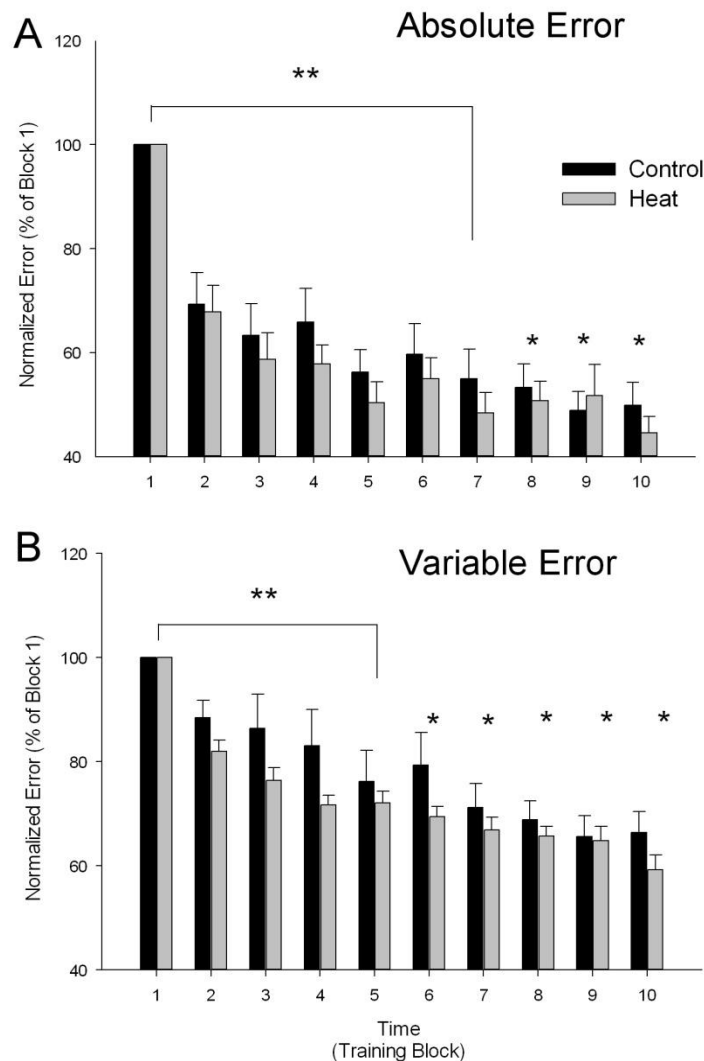 A
Absolute Error
120
**
100
Control
Heat
80
60
* * *
40
1 2 3 4 5 6 7 8 9 10
Normalized Error (% of Block 1)
B
Variable Error
120
**
100
* * * * *
80
60
40
1 2 3 4 5 6 7 8 9 10
Normalized Error (% of Block 1)
Time
(Training Block)